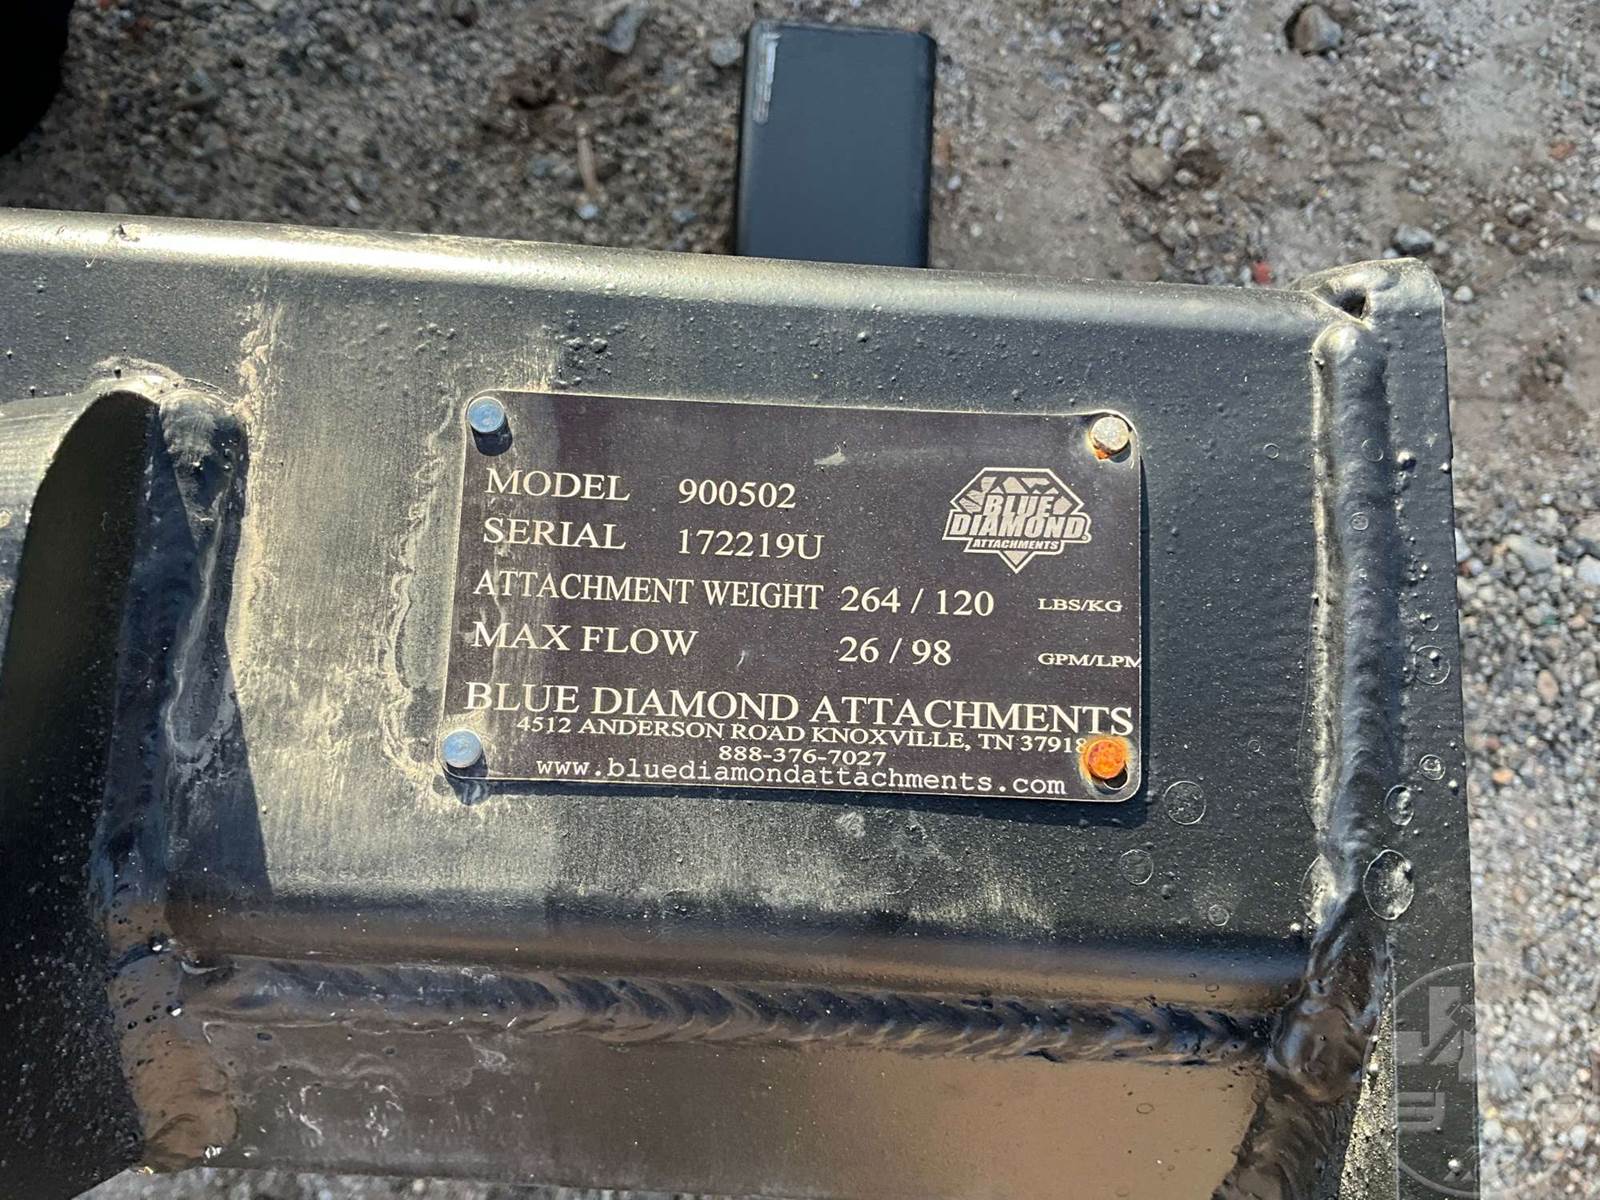 MODEL 900502
SERIAL 172219U
BLUE
DIAMOND
ATTACHMENTS
ATTACHMENT WEIGHT 264 / 120 LBS/KG
MAX FLOW 26 / 98 GPM/LPM
BLUE DIAMOND ATTACHMENTS
4512 ANDERSON ROAD KNOXVILLE, TN 37918
888-376-7027
www.bluediamondattachments.com